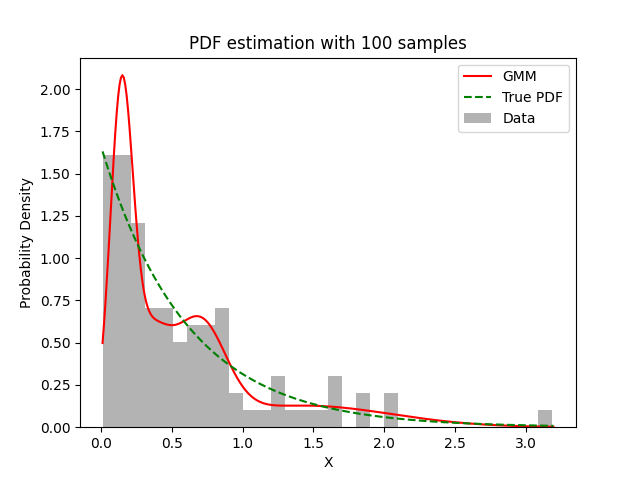 PDF estimation with 100 samples
GMM
True PDF
Data
Probability Density
2.00
1.75
1.50
1.25
1.00
0.75
0.50
0.25
0.00
0.0 0.5 1.0 1.5 2.0 2.5 3.0
X